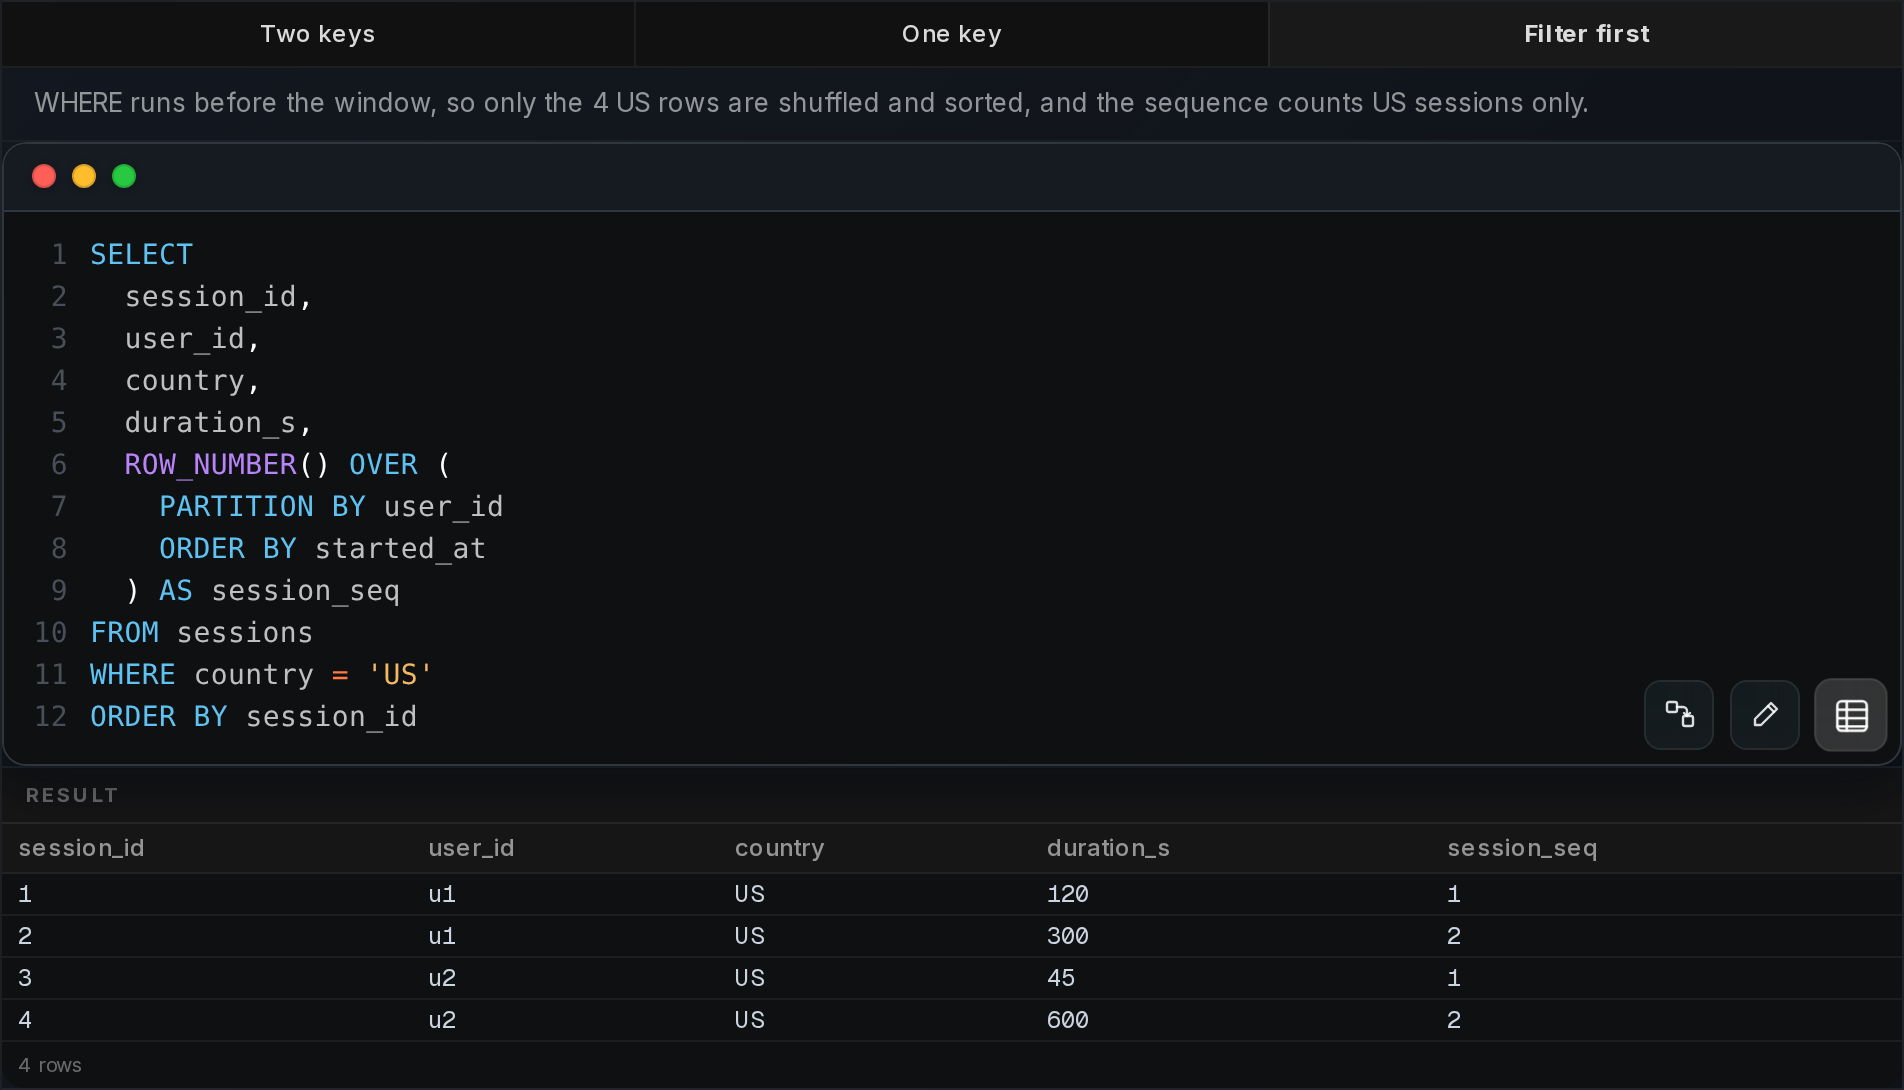 Two keys
One key
Filter first
WHERE runs before the window, so only the 4 US rows are shuffled and sorted, and the sequence counts US sessions only.
1 SELECT
2   session_id,
3   user_id,
4   country,
5   duration_s,
6   ROW_NUMBER() OVER (
7     PARTITION BY user_id
8     ORDER BY started_at
9   ) AS session_seq
10 FROM sessions
11 WHERE country = 'US'
12 ORDER BY session_id
RESULT
session_id user_id country duration_s session_seq
1 u1 US 120 1
2 u1 US 300 2
3 u2 US 45 1
4 u2 US 600 2
4 rows